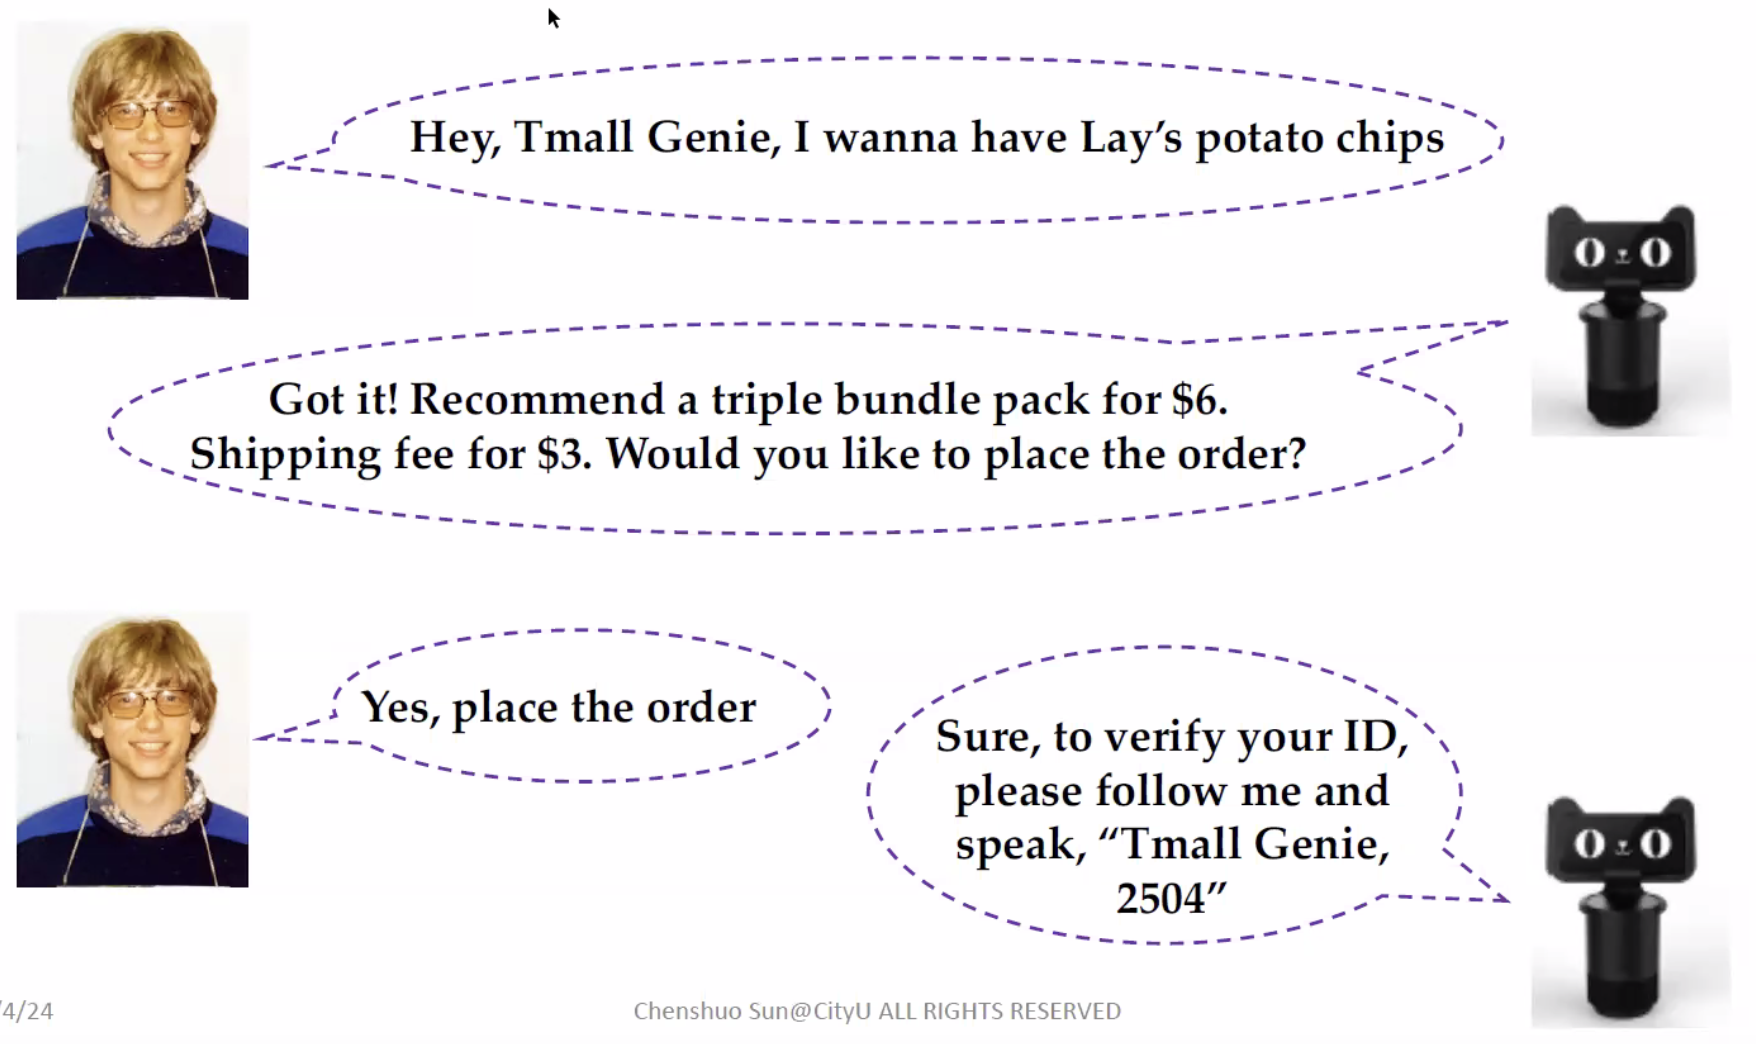 Hey, Tmall Genie, I wanna have Lay's potato chips
Got it! Recommend a triple bundle pack for $6.
Shipping fee for $3. Would you like to place the order?
Yes, place the order
Sure, to verify your ID,
please follow me and
speak, “Tmall Genie,
2504”
/4/24
Chenshuo Sun@CityU ALL RIGHTS RESERVED